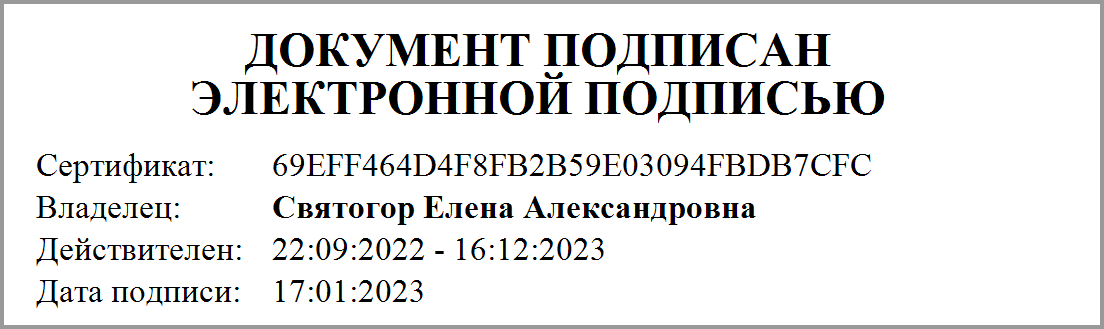 ДОКУМЕНТ ПОДПИСАН
ЭЛЕКТРОННОЙ ПОДПИСЬЮ
Сертификат: 69EFF464D4F8FB2B59E03094FBDB7CFC
Владелец: Святогор Елена Александровна
Действителен: 22:09:2022 - 16:12:2023
Дата подписи: 17:01:2023